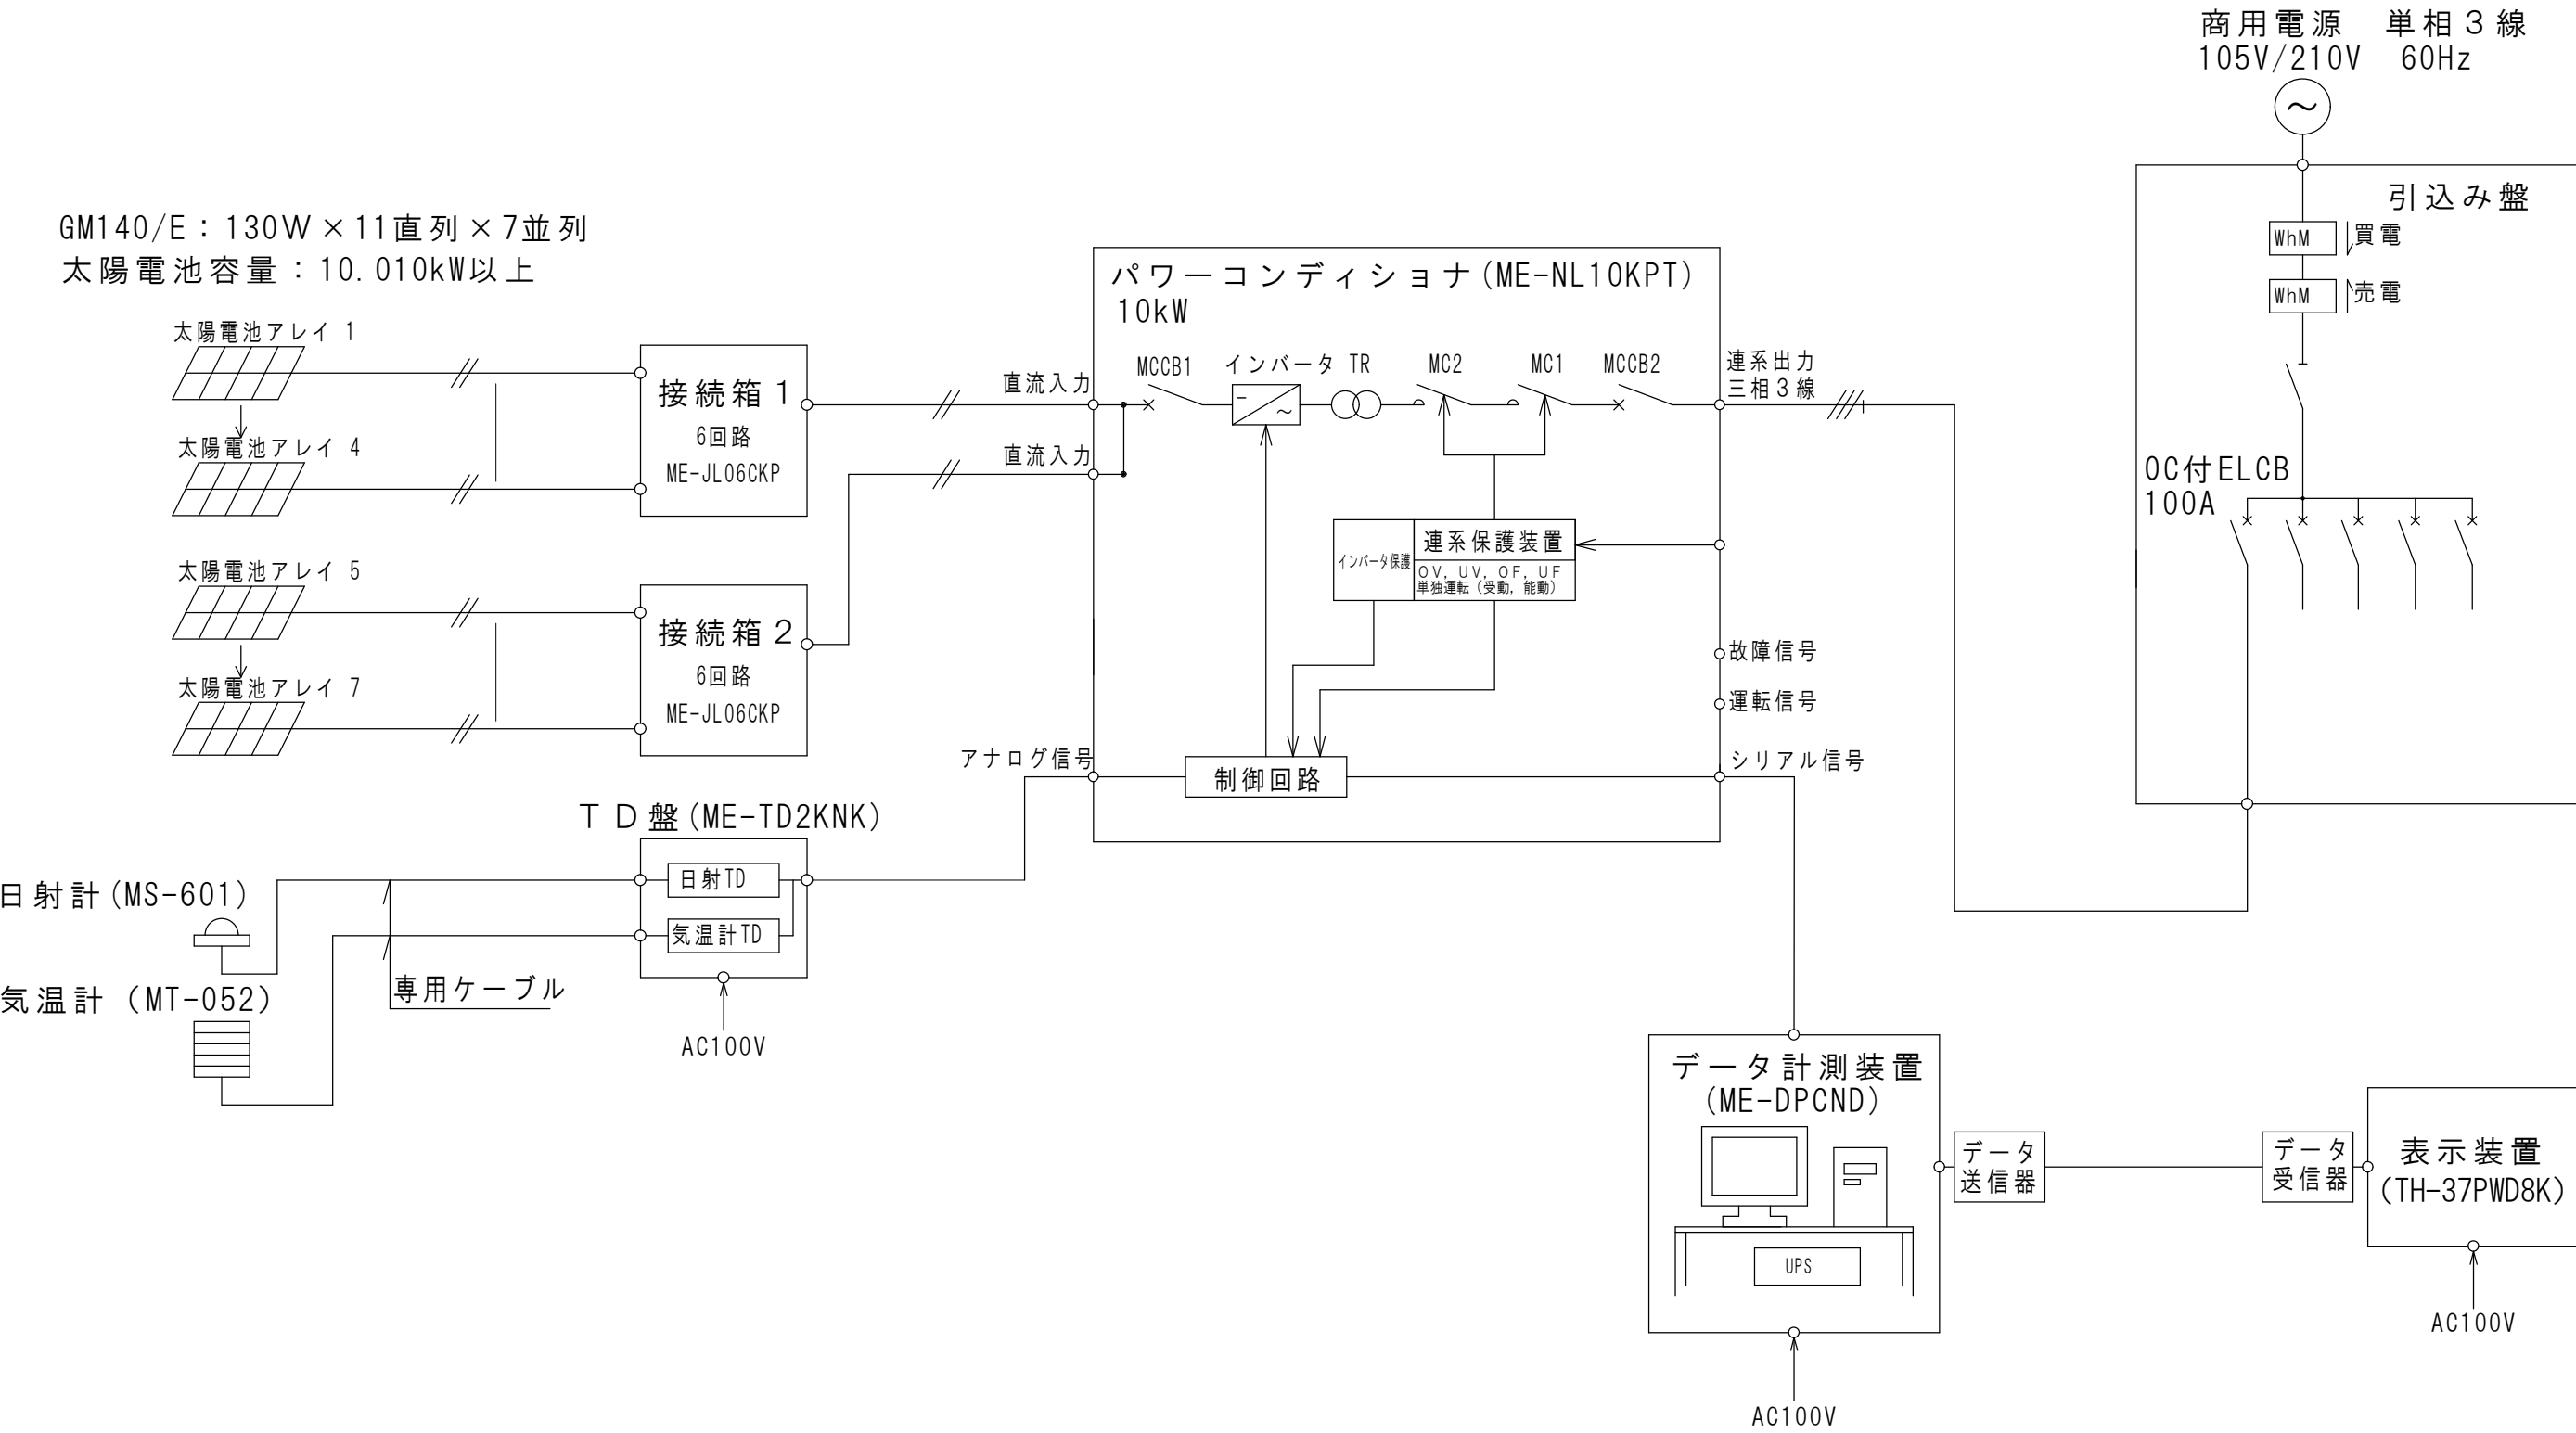 商用電源　単相３線
105V/210V　60Hz
引込み盤
WhM
買電
WhM
売電
OC付ELCB
100A
GM140/E：130W×11直列×7並列
太陽電池容量：10.010kW以上
太陽電池アレイ 1
太陽電池アレイ 4
太陽電池アレイ 5
太陽電池アレイ 7
接続箱１
6回路
ME-JL06CKP
接続箱２
6回路
ME-JL06CKP
直流入力
直流入力
パワーコンディショナ(ME-NL10KPT)
10kW
MCCB1
インバータ
TR
MC2
MC1
MCCB2
連系出力
三相３線
インバータ保護
連系保護装置
ＯＶ，ＵＶ，ＯＦ，ＵＦ
単独運転（受動，能動）
故障信号
運転信号
アナログ信号
制御回路
シリアル信号
ＴＤ盤(ME-TD2KNK)
日射TD
気温計TD
AC100V
日射計(MS-601)
気温計（MT-052）
専用ケーブル
データ計測装置
(ME-DPCND)
UPS
AC100V
データ
送信器
データ
受信器
表示装置
(TH-37PWD8K)
AC100V